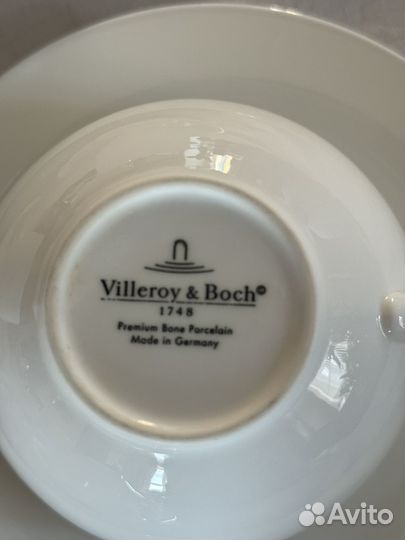 Villeroy & Boch©
1748
Premium Bone Porcelain
Made in Germany
Avito